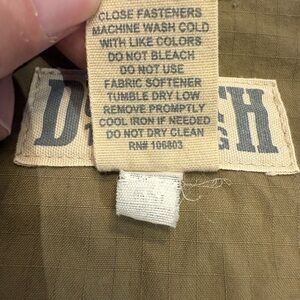 CLOSE FASTENERS
MACHINE WASH COLD
WITH LIKE COLORS
DO NOT BLEACH
DO NOT USE
FABRIC SOFTENER
TUMBLE DRY LOW
REMOVE PROMPTLY
COOL IRON IF NEEDED
DO NOT DRY CLEAN
RN# 106803